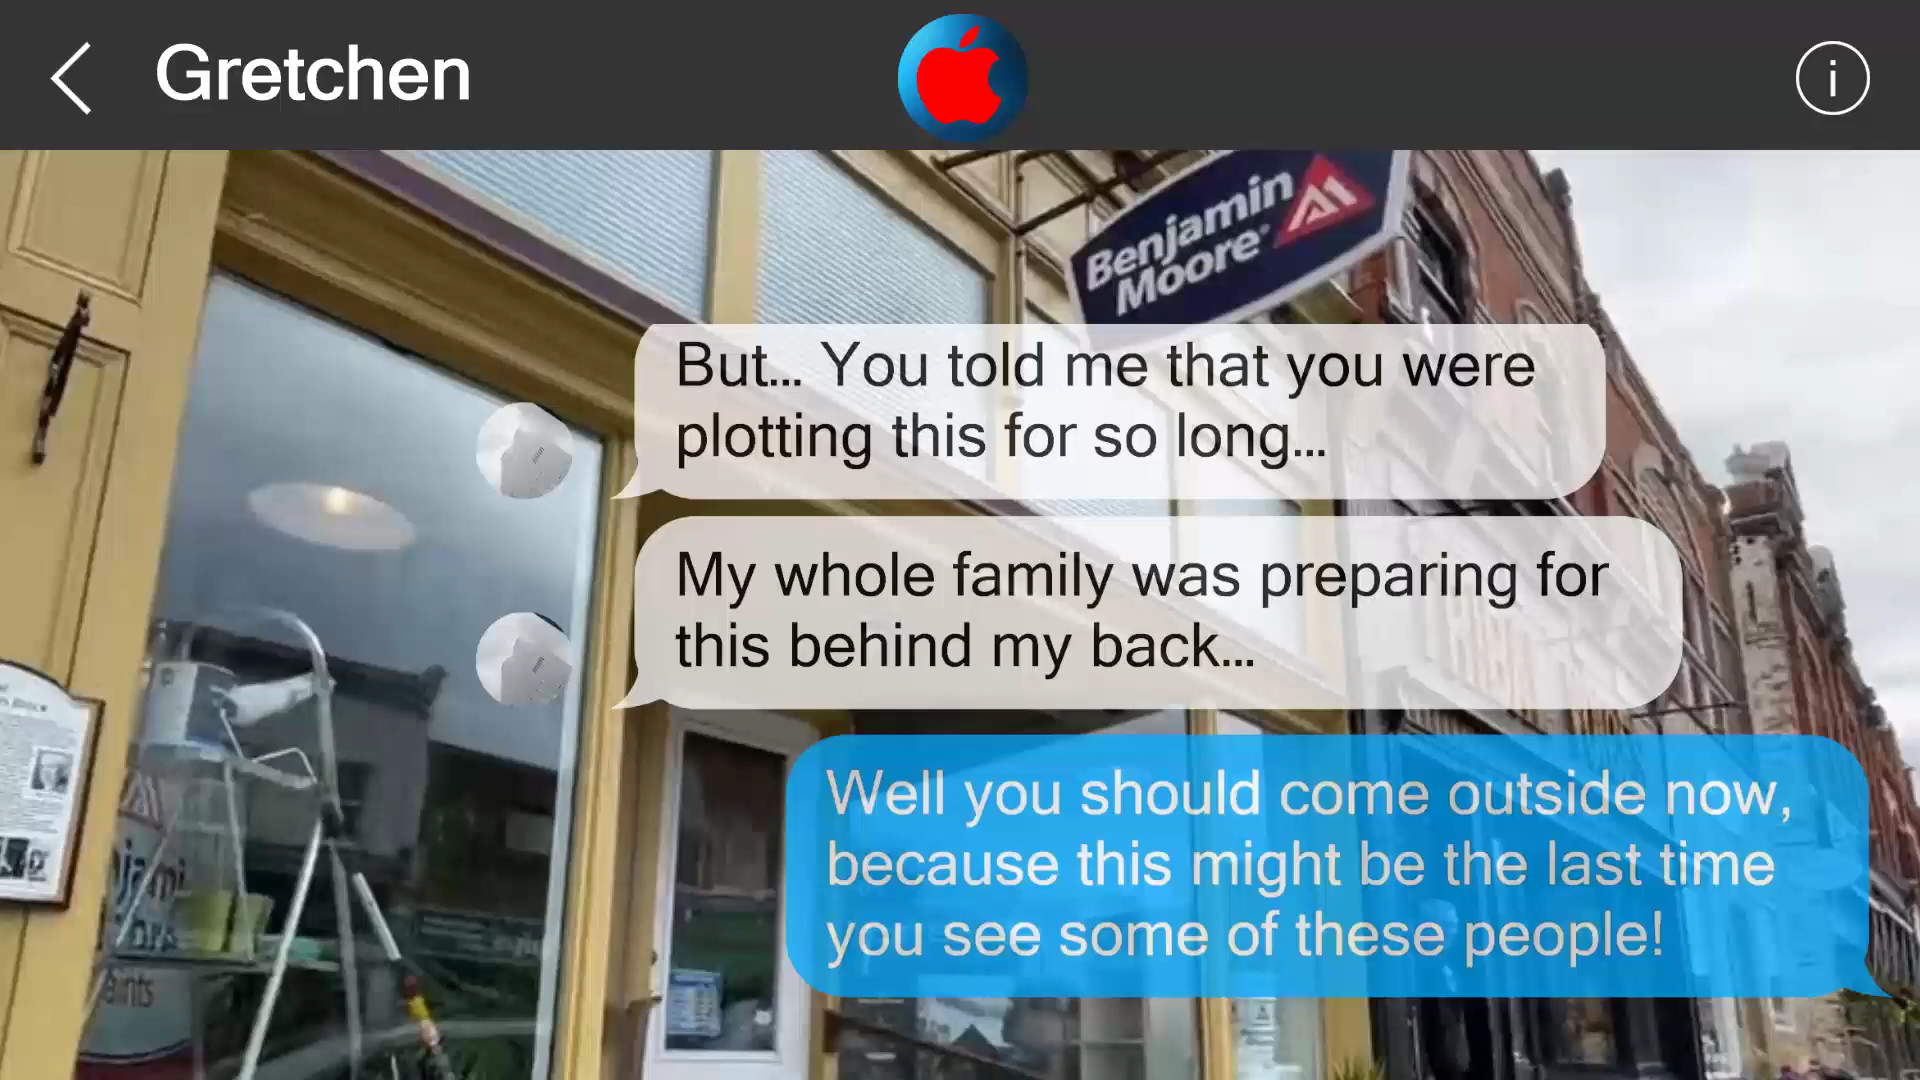 Gretchen
i
Benjamin
Moore
But... You told me that you were
plotting this for so long...
My whole family was preparing for
this behind my back...
Well you should come outside now,
because this might be the last time
you see some of these people!